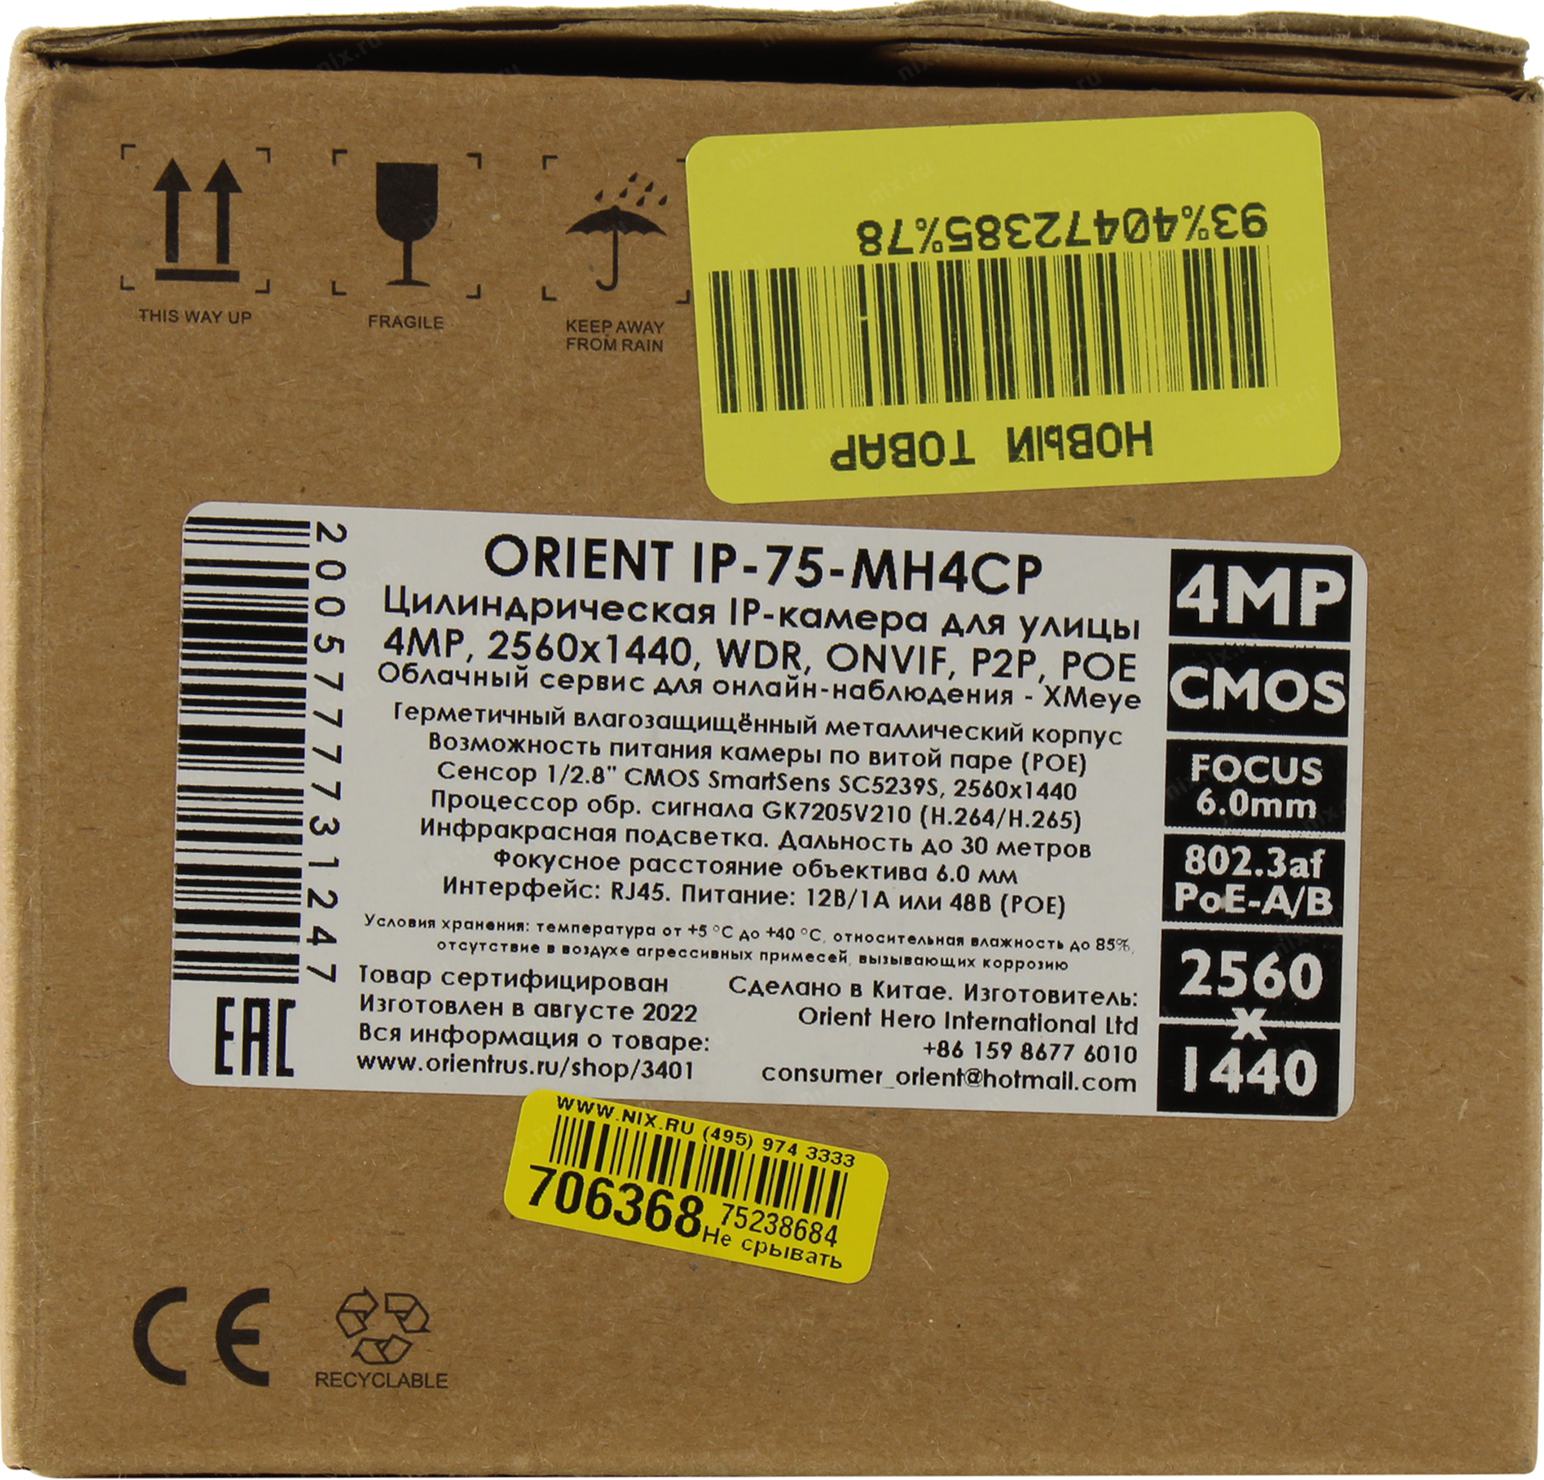 THIS WAY UP
FRAGILE
KEEP AWAY
FROM RAIN
93%40472385%78
НОВЫЙ ТОВАР
2005777731247
ORIENT IP-75-MH4CP
Цилиндрическая IP-камера для улицы
4MP, 2560x1440, WDR, ONVIF, P2P, POE
Облачный сервис для онлайн-наблюдения - XMeye
Герметичный влагозащищённый металлический корпус
Возможность питания камеры по витой паре (POE)
Сенсор 1/2.8" CMOS SmartSens SC5239S, 2560x1440
Процессор обр. сигнала GK7205V210 (H.264/H.265)
Инфракрасная подсветка. Дальность до 30 метров
Фокусное расстояние объектива 6.0 мм
Интерфейс: RJ45. Питание: 12В/1А или 48В (POE)
Условия хранения: температура от +5 °C до +40 °C, относительная влажность до 85%,
отсутствие в воздухе агрессивных примесей, вызывающих коррозию
Товар сертифицирован
Изготовлен в августе 2022
Вся информация о товаре:
www.orientrus.ru/shop/3401
Сделано в Китае. Изготовитель:
Orient Hero International Ltd
+86 159 8677 6010
consumer_orient@hotmail.com
EAC
4MP
CMOS
FOCUS
6.0mm
802.3af
PoE-A/B
2560
x
1440
WWW.NIX.RU (495) 974 3333
706368 75238684
Не срывать
CE
RECYCLABLE